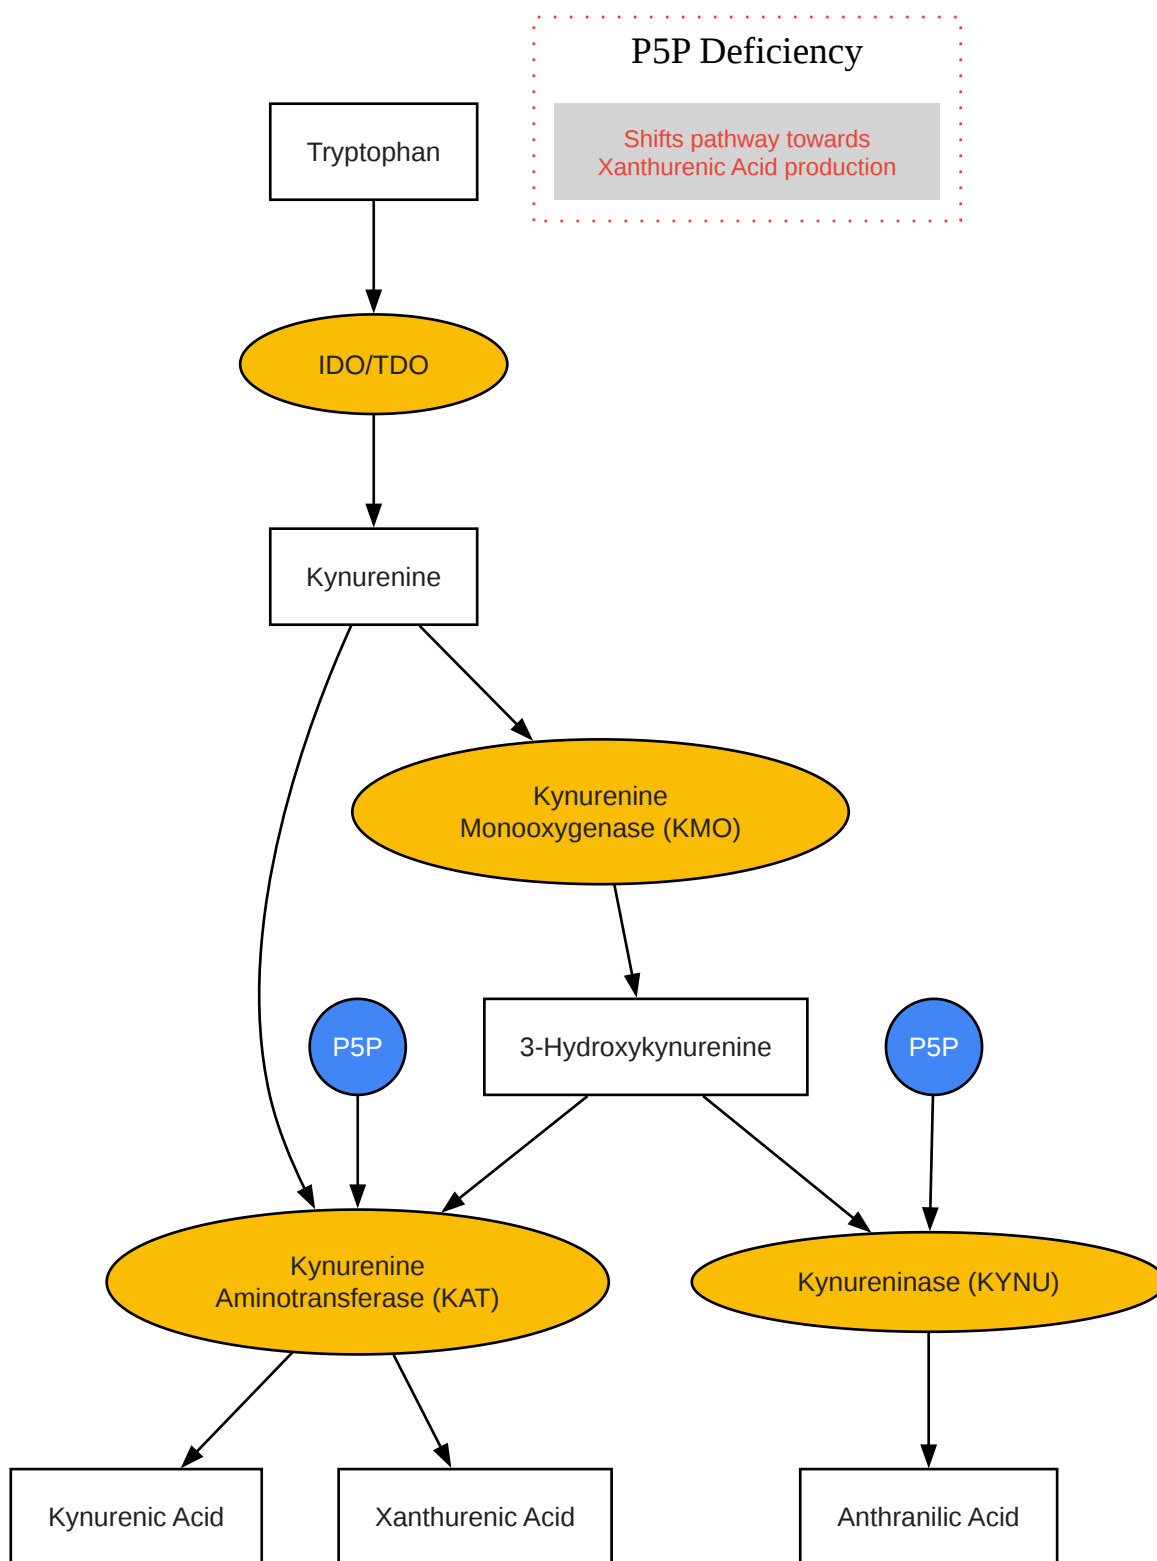 P5P Deficiency
Shifts pathway towards
Xanthurenic Acid production
Tryptophan
IDO/TDO
Kynurenine
Kynurenine
Monooxygenase (KMO)
P5P
3-Hydroxykynurenine
P5P
Kynurenine
Aminotransferase (KAT)
Kynureninase (KYNU)
Kynurenic Acid
Xanthurenic Acid
Anthranilic Acid